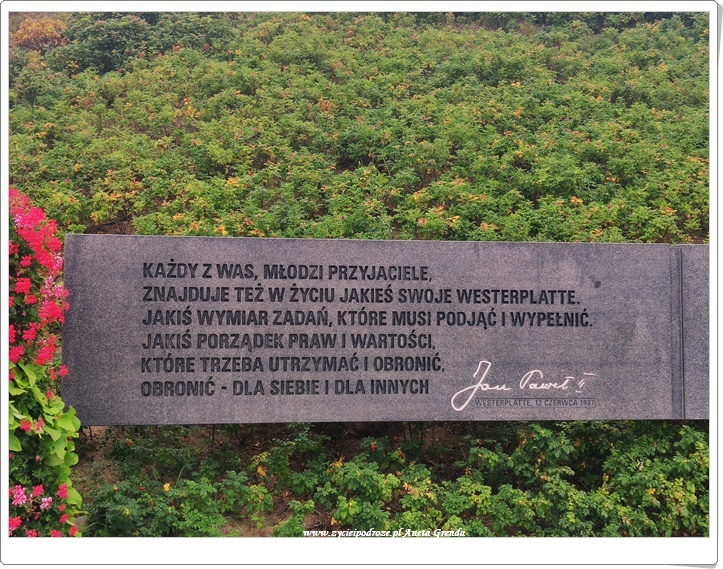 KAŻDY Z WAS, MŁODZI PRZYJACIELE,
ZNAJDUJE TEŻ W ŻYCIU JAKIEŚ SWOJE WESTERPLATTE.
JAKIŚ WYMIAR ZADAŃ, KTÓRE MUSI PODJĄĆ I WYPEŁNIĆ.
JAKIŚ PORZĄDEK PRAW I WARTOŚCI,
KTÓRE TRZEBA UTRZYMAĆ I OBRONIĆ,
OBRONIĆ - DLA SIEBIE I DLA INNYCH
Jan Paweł II
WESTERPLATTE, 12 CZERWCA 1987
www.zycieipodroze.pl Aneta Grenda